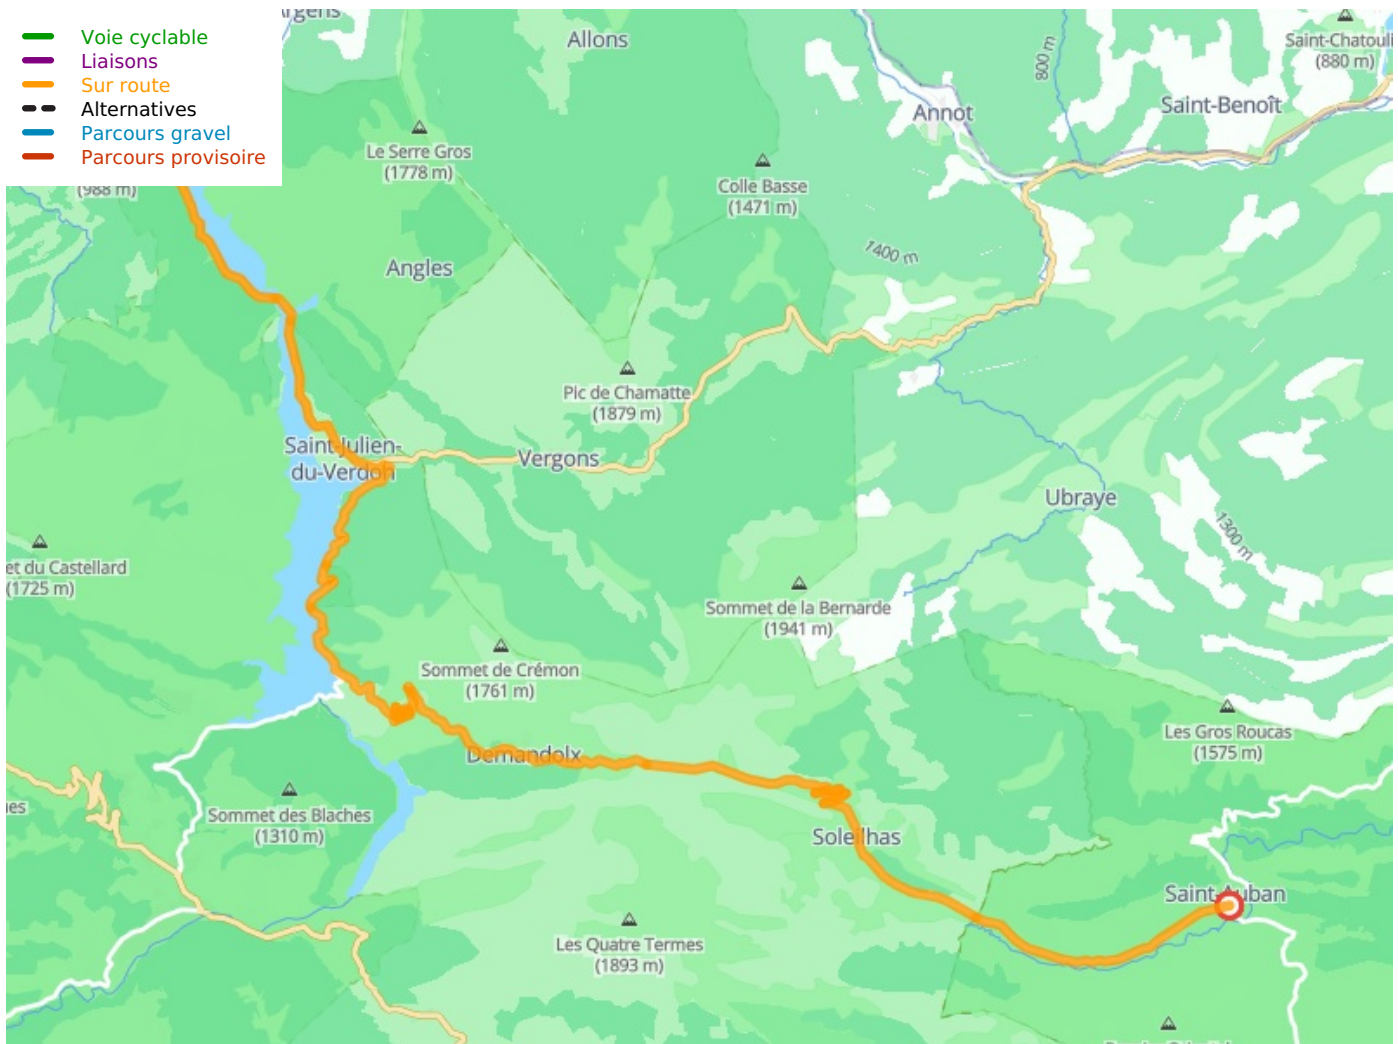 Voie cyclable
Liaisons
Sur route
Alternatives
Parcours gravel
Parcours provisoire
Allons
Saint-Chatouli
(880 m)
800 m
Annot
Saint-Benoît
Le Serre Gros
(1778 m)
Colle Basse
(1471 m)
(988 m)
1400 m
Angles
Pic de Chamatte
(1879 m)
Saint-Julien-
du-Verdon
Vergons
Ubraye
1300 m
et du Castellard
(1725 m)
Sommet de la Bernarde
(1941 m)
Sommet de Crémon
(1761 m)
Les Gros Roucas
(1575 m)
Demandolx
ues
Sommet des Blaches
(1310 m)
Soleilhas
Saint-Auban
Les Quatre Termes
(1893 m)